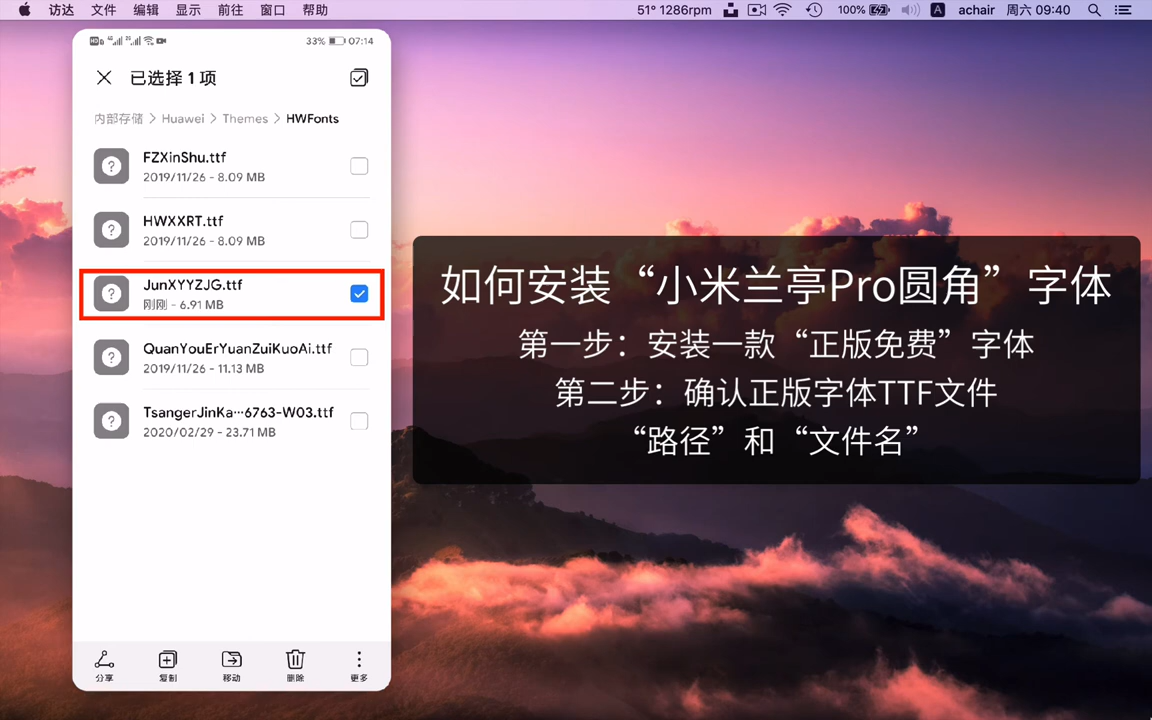 访达 文件 编辑 显示 前往 窗口 帮助
51° 1286rpm 100% A achair 周六 09:40
33% 07:14
已选择 1 项
内部存储 > Huawei > Themes > HWFonts
FZXinShu.ttf
2019/11/26 - 8.09 MB
HWXXRT.ttf
2019/11/26 - 8.09 MB
JunXYYZJG.ttf
刚刚 - 6.91 MB
QuanYouErYuanZuiKuoAi.ttf
2019/11/26 - 11.13 MB
TsangerJinKa···6763-W03.ttf
2020/02/29 - 23.71 MB
分享 复制 移动 删除 更多
如何安装“小米兰亭Pro圆角”字体
第一步：安装一款“正版免费”字体
第二步：确认正版字体TTF文件
“路径”和“文件名”